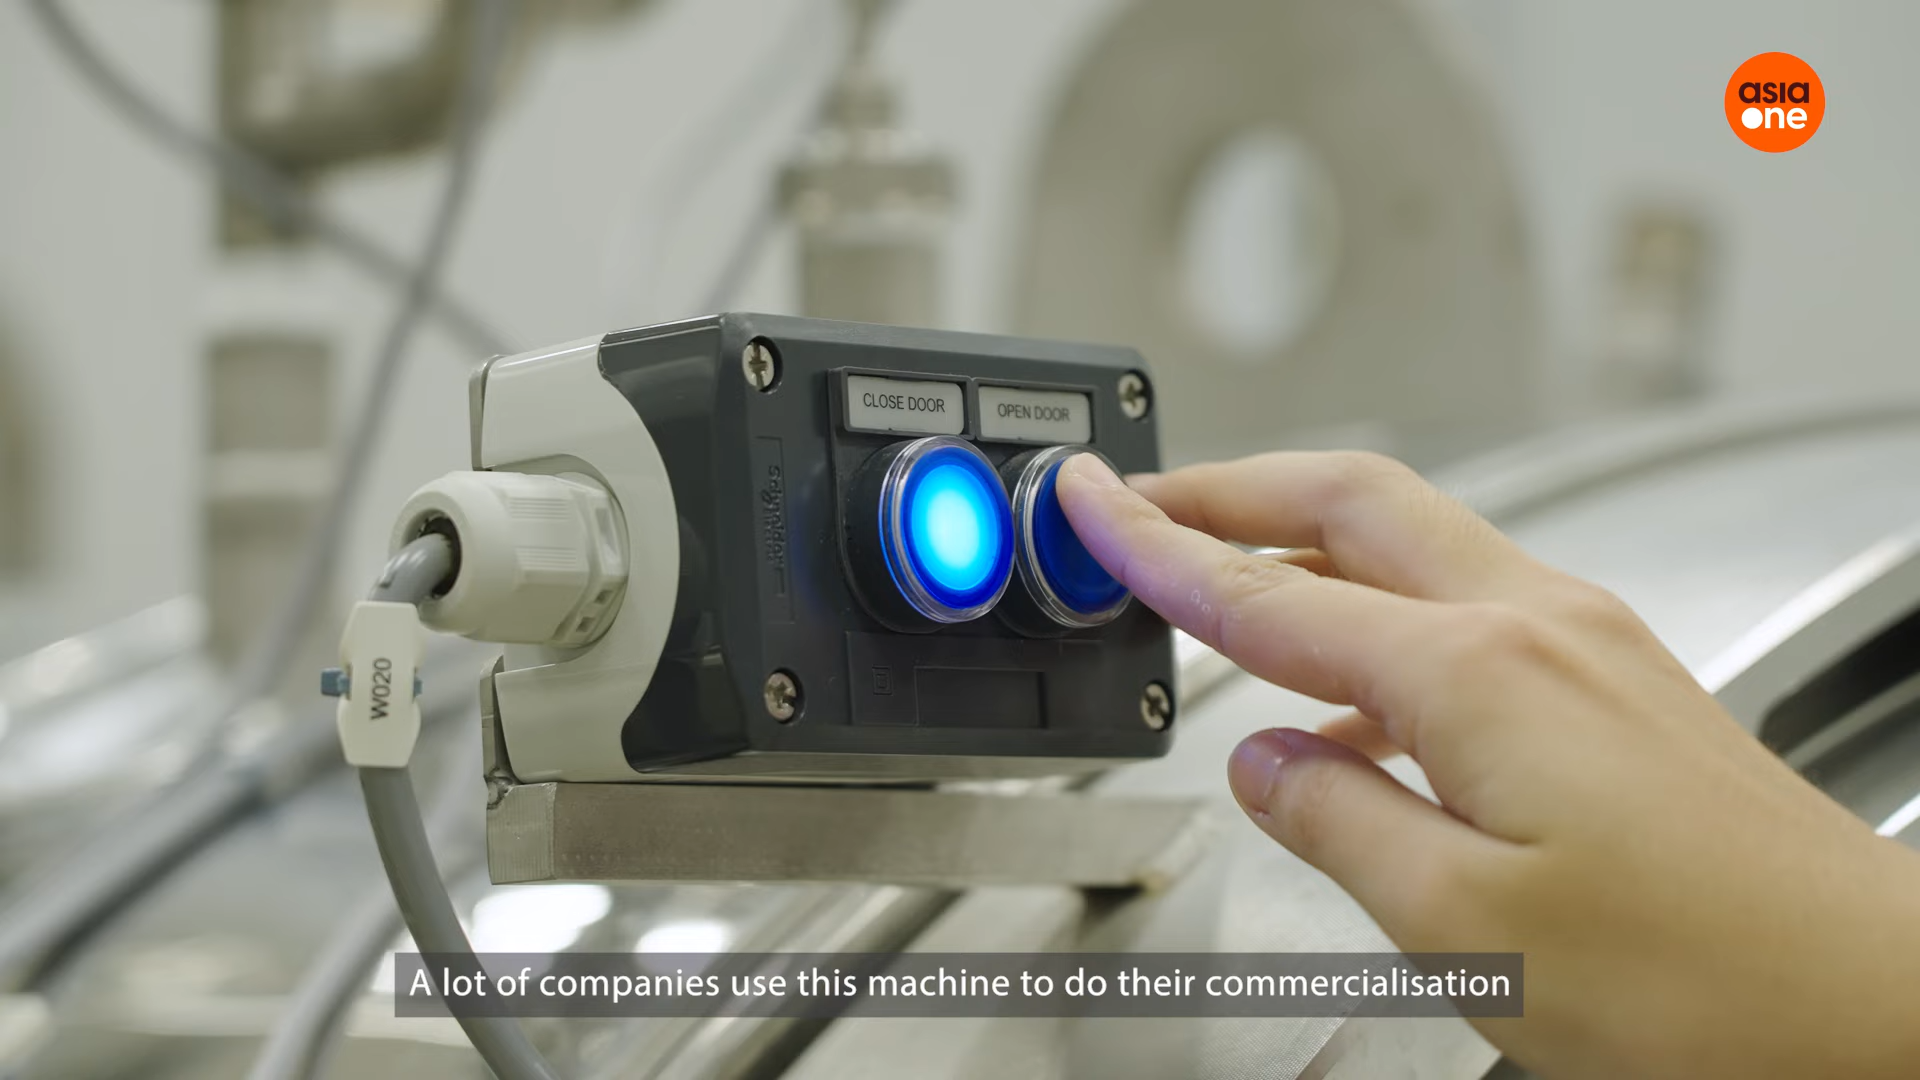 asia
one
CLOSE DOOR
OPEN DOOR
W020
A lot of companies use this machine to do their commercialisation